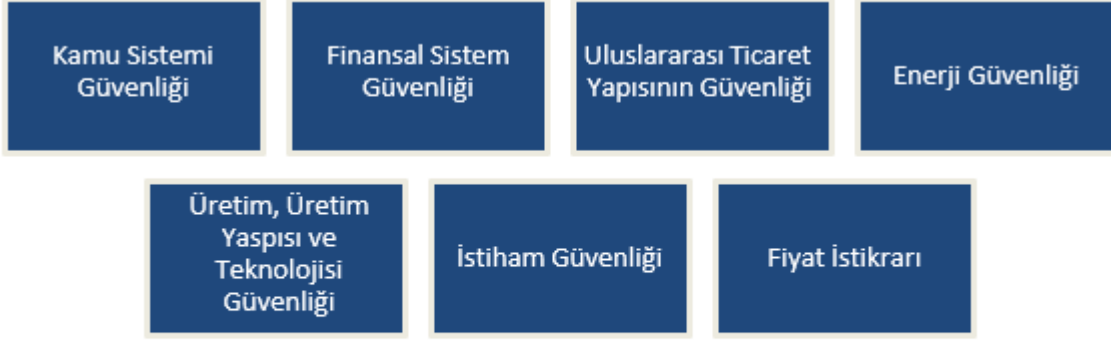 Kamu Sistemi
Güvenliği
Finansal Sistem
Güvenliği
Uluslararası Ticaret
Yapısının Güvenliği
Enerji Güvenliği
Üretim, Üretim
Yaspısı ve
Teknolojisi
Güvenliği
İstiham Güvenliği
Fiyat İstikrarı